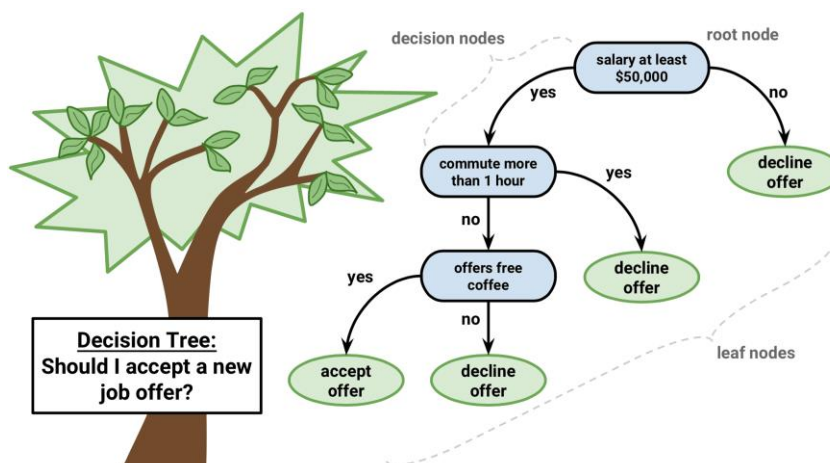 decision nodes
root node
salary at least
$50,000
yes
no
commute more
than 1 hour
yes
decline
offer
no
offers free
coffee
decline
offer
yes
no
Decision Tree:
Should I accept a new
job offer?
accept
offer
decline
offer
leaf nodes